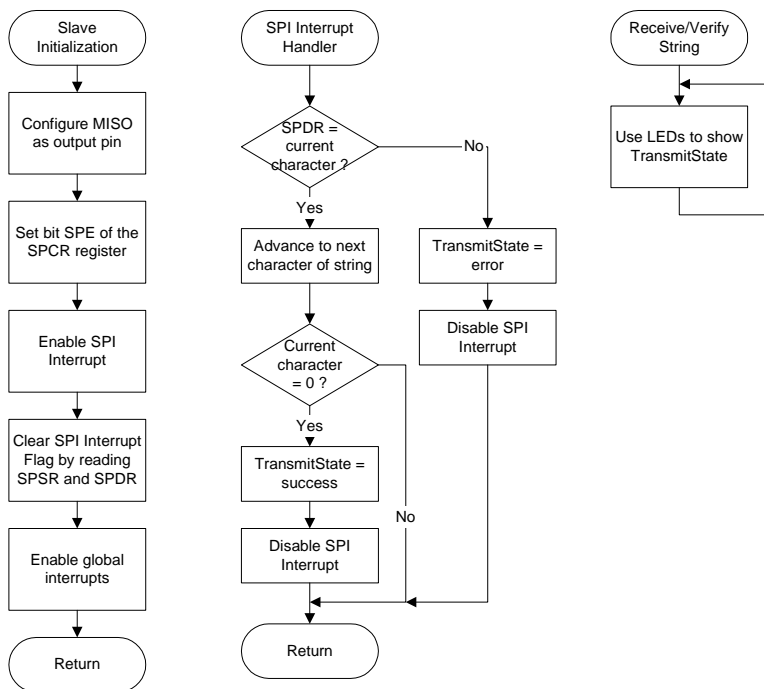 Slave
Initialization
Configure MISO
as output pin
Set bit SPE of the
SPCR register
Enable SPI
Interrupt
Clear SPI Interrupt
Flag by reading
SPSR and SPDR
Enable global
interrupts
Return
SPI Interrupt
Handler
SPDR =
current
character ?
No
Yes
Advance to next
character of string
TransmitState =
error
Disable SPI
Interrupt
Current
character
= 0 ?
Yes
TransmitState =
success
No
Disable SPI
Interrupt
Return
Receive/Verify
String
Use LEDs to show
TransmitState